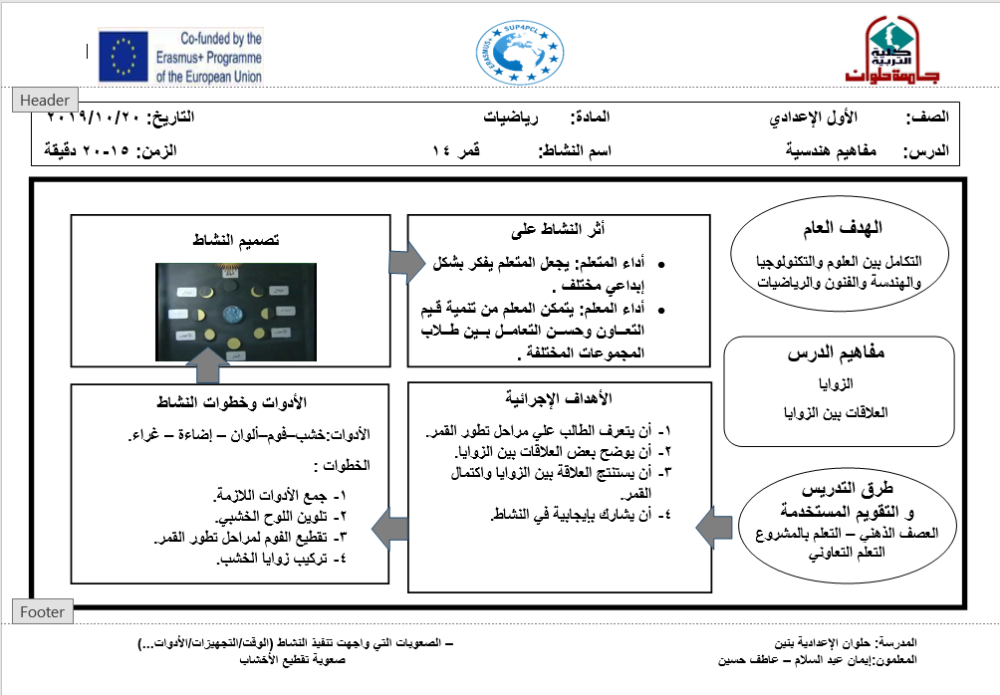 Co-funded by the
Erasmus+ Programme
of the European Union
ERASMUS+
SUP4PCL
كلية
التربية
جامعة حلوان
Header
الصف: الأول الإعدادي المادة: رياضيات التاريخ: ٢٠١٩/١٠/٢٠
الدرس: مفاهيم هندسية اسم النشاط: قمر ١٤ الزمن: ١٥-٢٠ دقيقة
الهدف العام
التكامل بين العلوم والتكنولوجيا
والهندسة والفنون والرياضيات
مفاهيم الدرس
الزوايا
العلاقات بين الزوايا
طرق التدريس
و التقويم المستخدمة
العصف الذهني – التعلم بالمشروع
التعلم التعاوني
الأهداف الإجرائية
١- أن يتعرف الطالب علي مراحل تطور القمر.
٢- أن يوضح بعض العلاقات بين الزوايا.
٣- أن يستنتج العلاقة بين الزوايا واكتمال
القمر.
٤- أن يشارك بإيجابية في النشاط.
الأدوات وخطوات النشاط
الأدوات:خشب–فوم–ألوان – إضاءة – غراء.
الخطوات :
١- جمع الأدوات اللازمة.
٢- تلوين اللوح الخشبي.
٣- تقطيع الفوم لمراحل تطور القمر.
٤- تركيب زوايا الخشب.
تصميم النشاط
أثر النشاط على
• أداء المتعلم: يجعل المتعلم يفكر بشكل
إبداعي مختلف .
• أداء المعلم: يتمكن المعلم من تنمية قيم
التعاون وحسن التعامل بين طلاب
المجموعات المختلفة .
Footer
المدرسة: حلوان الإعدادية بنين
المعلمون:إيمان عبد السلام – عاطف حسين
– الصعوبات التي واجهت تنفيذ النشاط (الوقت/التجهيزات/الأدوات...)
صعوبة تقطيع الأخشاب